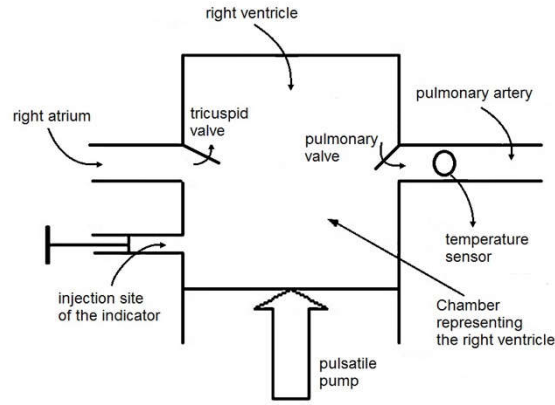 right ventricle
tricuspid
valve
right atrium
pulmonary
valve
pulmonary artery
temperature
sensor
injection site
of the indicator
Chamber
representing
the right ventricle
pulsatile
pump